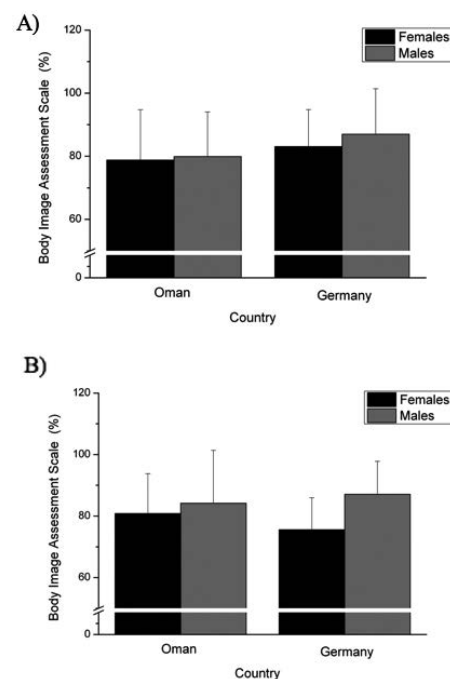 A)
Body Image Assessment Scale (%)
120
100
80
60
0
Females
Males
Oman
Germany
Country
B)
Body Image Assessment Scale (%)
120
100
80
60
0
Females
Males
Oman
Germany
Country